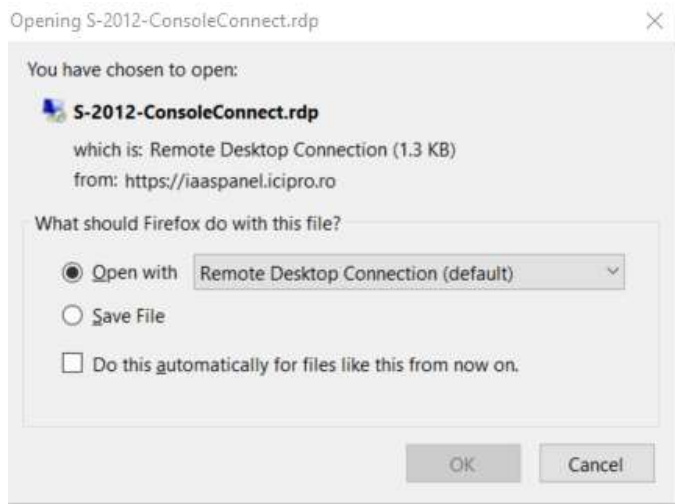 Opening S-2012-ConsoleConnect.rdp
You have chosen to open:
S-2012-ConsoleConnect.rdp
which is: Remote Desktop Connection (1.3 KB)
from: https://iaaspanel.icipro.ro
What should Firefox do with this file?
Open with Remote Desktop Connection (default)
Save File
Do this automatically for files like this from now on.
OK Cancel